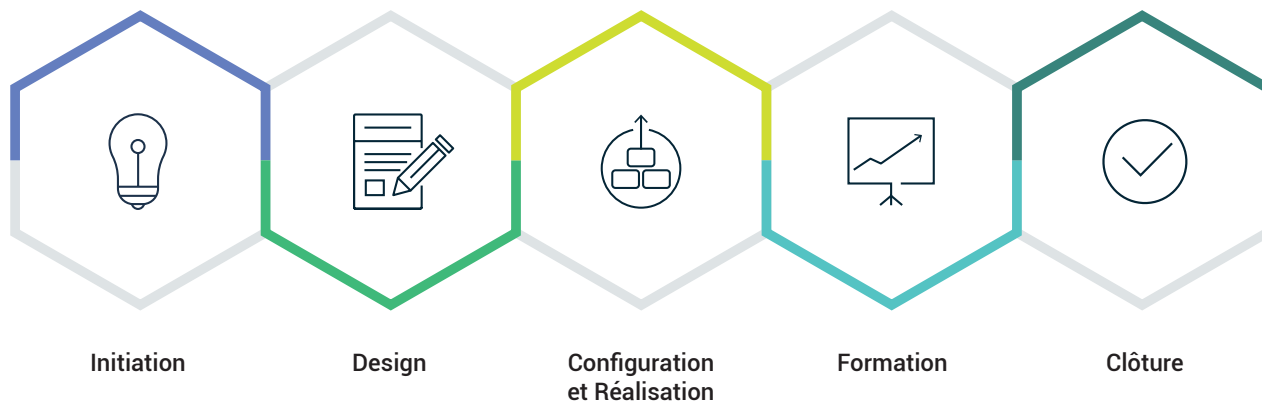 Initiation
Design
Configuration
et Réalisation
Formation
Clôture